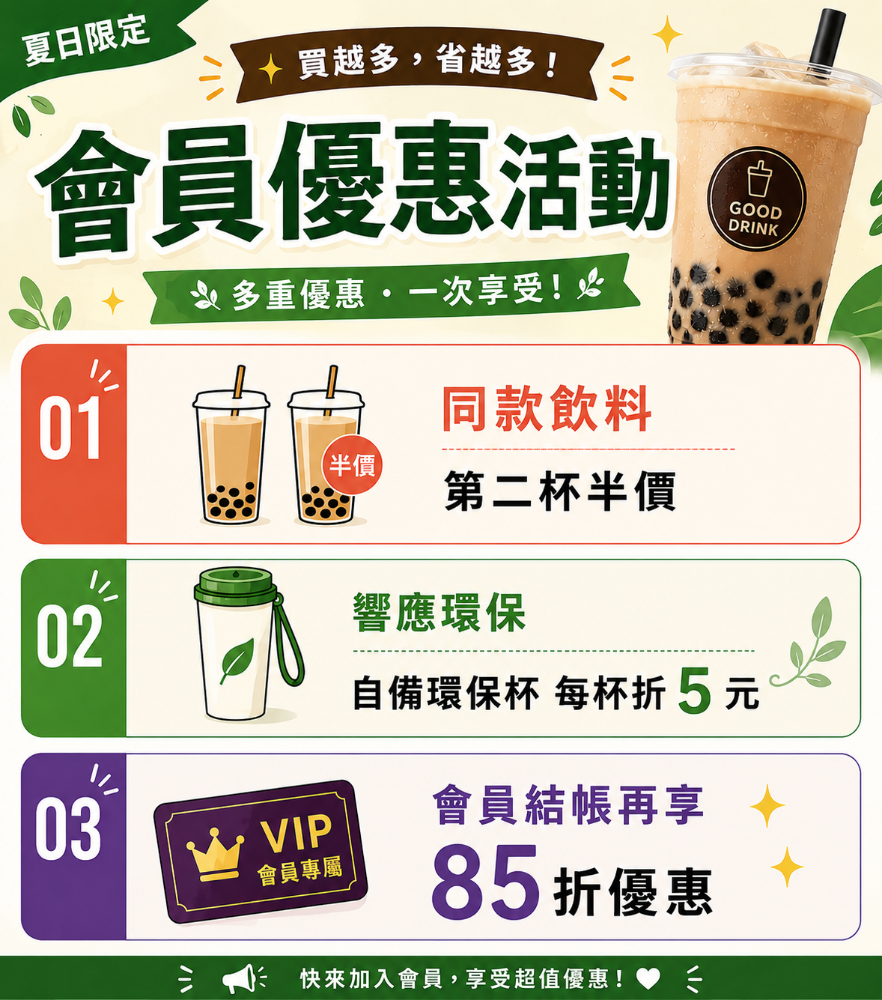 夏日限定
買越多，省越多！
會員優惠活動
GOOD
DRINK
多重優惠・一次享受！
01
半價
同款飲料
第二杯半價
02
響應環保
自備環保杯 每杯折 5 元
03
VIP
會員專屬
會員結帳再享
85折優惠
快來加入會員，享受超值優惠！